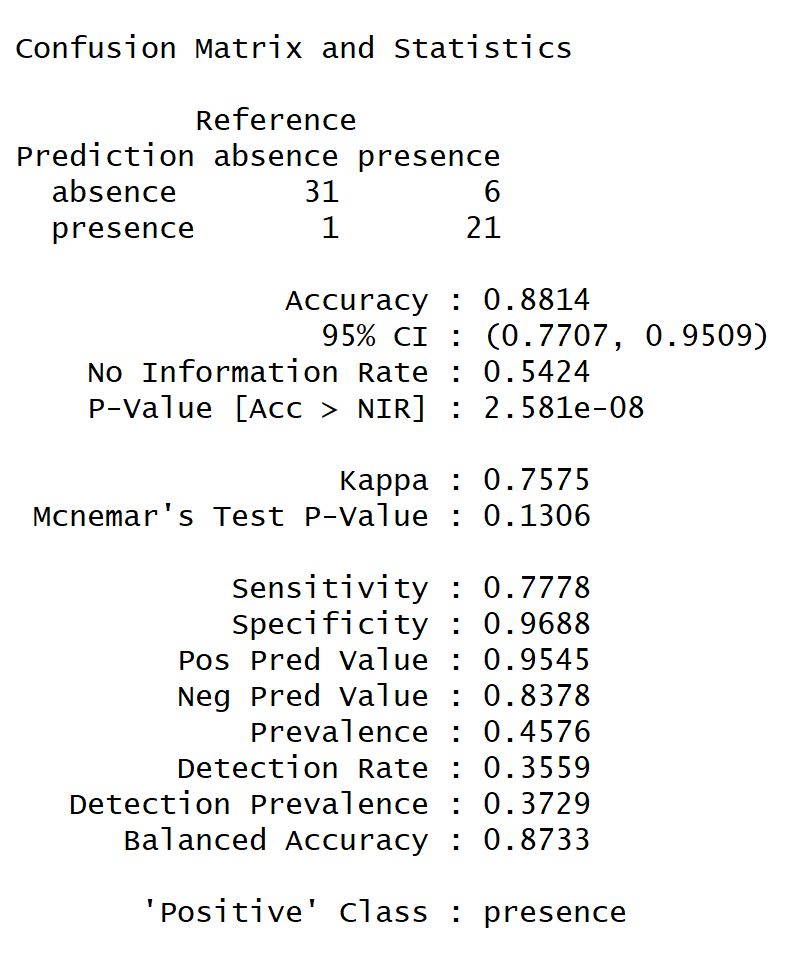 Confusion Matrix and Statistics
Reference
Prediction absence presence
absence 31 6
presence 1 21
Accuracy : 0.8814
95% CI : (0.7707, 0.9509)
No Information Rate : 0.5424
P-Value [Acc > NIR] : 2.581e-08
Kappa : 0.7575
Mcnemar's Test P-Value : 0.1306
Sensitivity : 0.7778
Specificity : 0.9688
Pos Pred Value : 0.9545
Neg Pred Value : 0.8378
Prevalence : 0.4576
Detection Rate : 0.3559
Detection Prevalence : 0.3729
Balanced Accuracy : 0.8733
'Positive' Class : presence